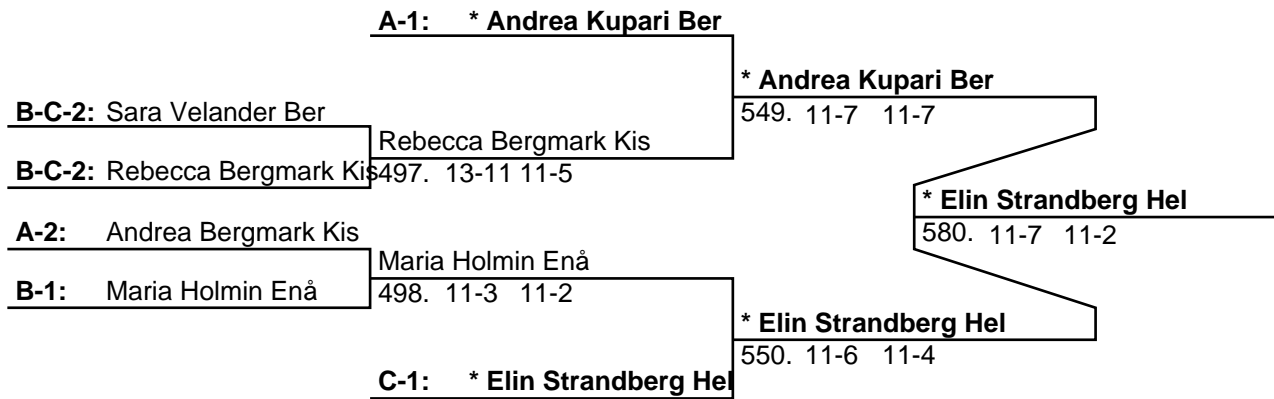 A-1: * Andrea Kupari Ber
* Andrea Kupari Ber
B-C-2: Sara Velander Ber
549. 11-7 11-7
Rebecca Bergmark Kis
B-C-2: Rebecca Bergmark Kis
497. 13-11 11-5
* Elin Strandberg Hel
A-2: Andrea Bergmark Kis
580. 11-7 11-2
Maria Holmin Enå
B-1: Maria Holmin Enå
498. 11-3 11-2
* Elin Strandberg Hel
550. 11-6 11-4
C-1: * Elin Strandberg Hel